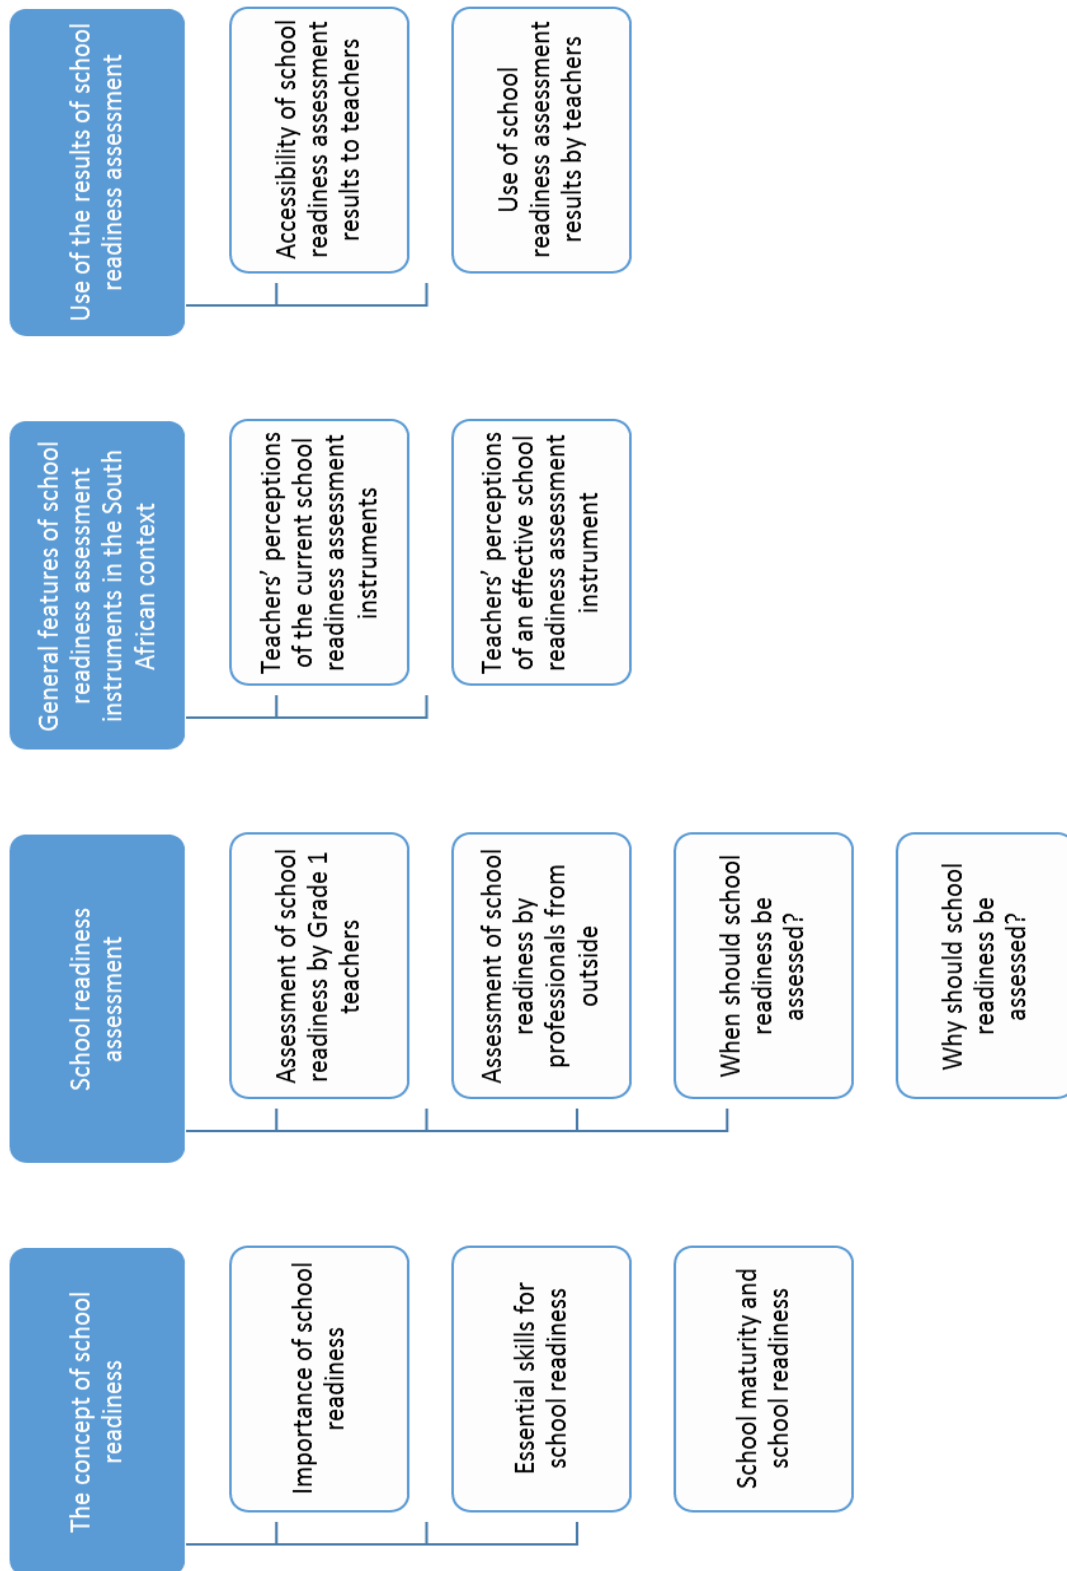 The concept of school
readiness
Importance of school
readiness
Essential skills for
school readiness
School maturity and
school readiness
School readiness
assessment
Assessment of school
readiness by Grade 1
teachers
Assessment of school
readiness by
professionals from
outside
When should school
readiness be
assessed?
Why should school
readiness be
assessed?
General features of school
readiness assessment
instruments in the South
African context
Teachers’ perceptions
of the current school
readiness assessment
instruments
Teachers’ perceptions
of an effective school
readiness assessment
instrument
Use of the results of school
readiness assessment
Accessibility of school
readiness assessment
results to teachers
Use of school
readiness assessment
results by teachers